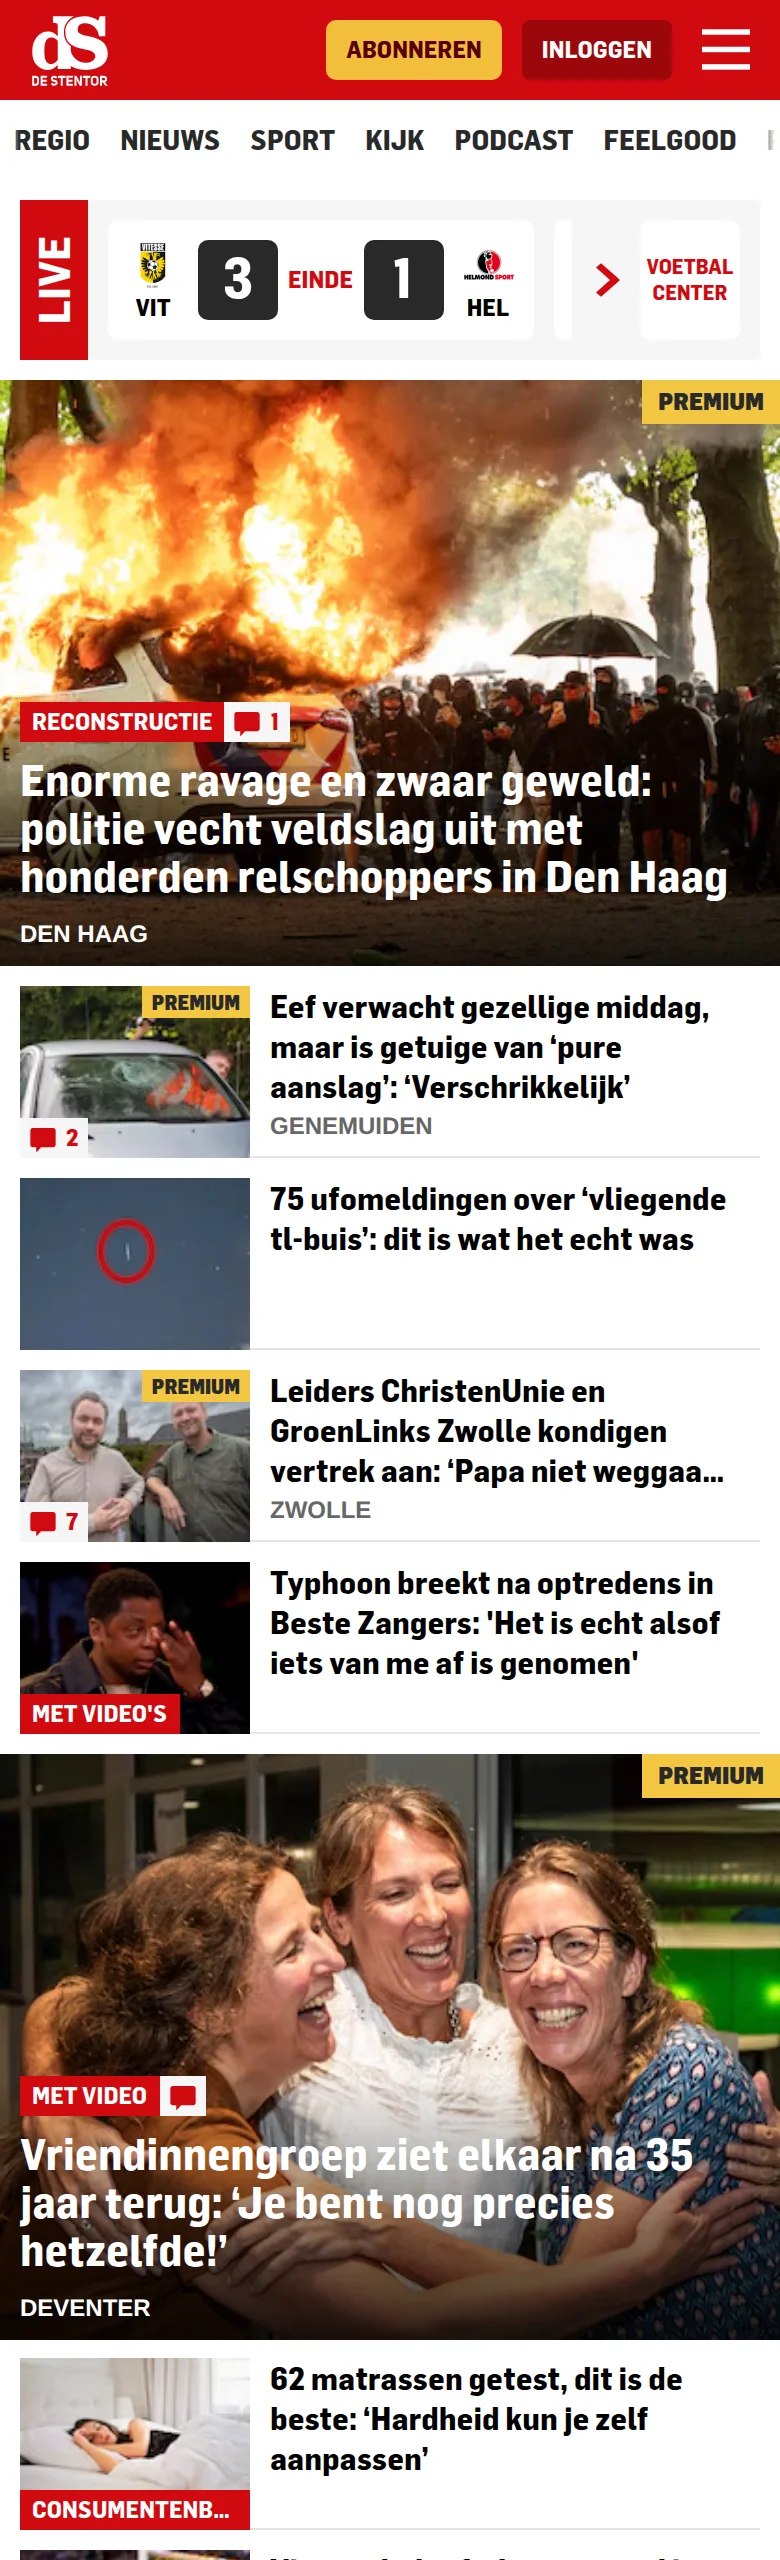 dS
DE STENTOR
ABONNEREN
INLOGGEN
REGIO NIEUWS SPORT KIJK PODCAST FEELGOOD
LIVE
VITESSE
VIT
3
EINDE
1
HELMOND SPORT
HEL
VOETBAL
CENTER
PREMIUM
RECONSTRUCTIE
1
Enorme ravage en zwaar geweld:
politie vecht veldslag uit met
honderden relschoppers in Den Haag
DEN HAAG
PREMIUM
2
Eef verwacht gezellige middag,
maar is getuige van ‘pure
aanslag’: ‘Verschrikkelijk’
GENEMUIDEN
75 ufomeldingen over ‘vliegende
tl-buis’: dit is wat het echt was
PREMIUM
7
Leiders ChristenUnie en
GroenLinks Zwolle kondigen
vertrek aan: ‘Papa niet weggaa...
ZWOLLE
MET VIDEO'S
Typhoon breekt na optredens in
Beste Zangers: 'Het is echt alsof
iets van me af is genomen'
PREMIUM
MET VIDEO
Vriendinnengroep ziet elkaar na 35
jaar terug: ‘Je bent nog precies
hetzelfde!’
DEVENTER
CONSUMENTENB...
62 matrassen getest, dit is de
beste: ‘Hardheid kun je zelf
aanpassen’